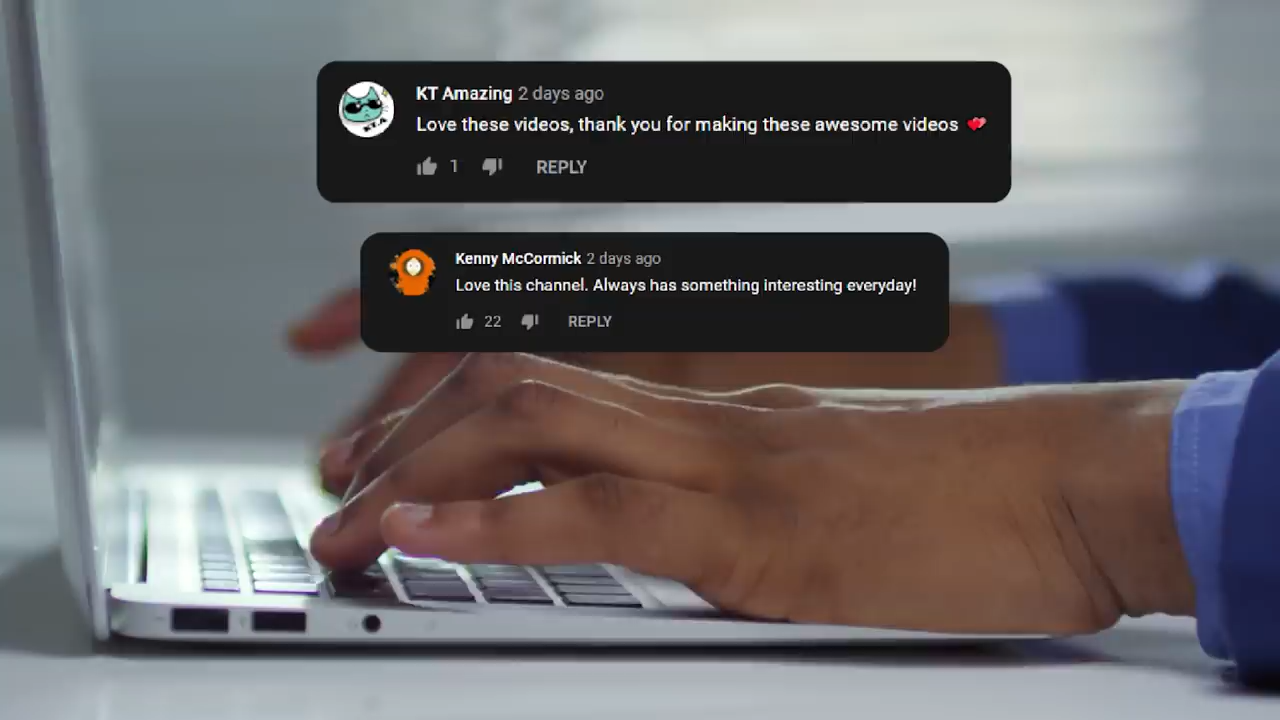 KT Amazing 2 days ago
Love these videos, thank you for making these awesome videos 💕
1 REPLY
Kenny McCormick 2 days ago
Love this channel. Always has something interesting everyday!
22 REPLY